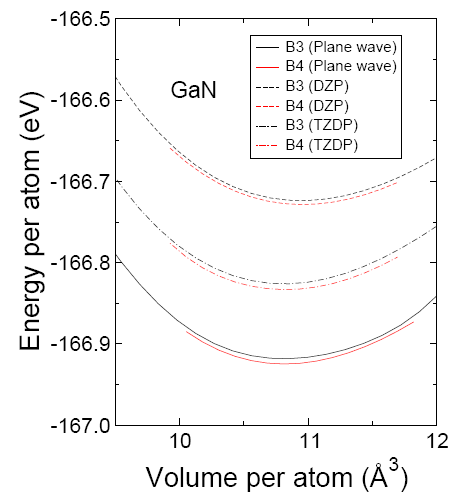 -166.5
-166.6
-166.7
-166.8
-166.9
-167.0
Energy per atom (eV)
GaN
B3 (Plane wave)
B4 (Plane wave)
B3 (DZP)
B4 (DZP)
B3 (TZDP)
B4 (TZDP)
10 11 12
Volume per atom (Å³)